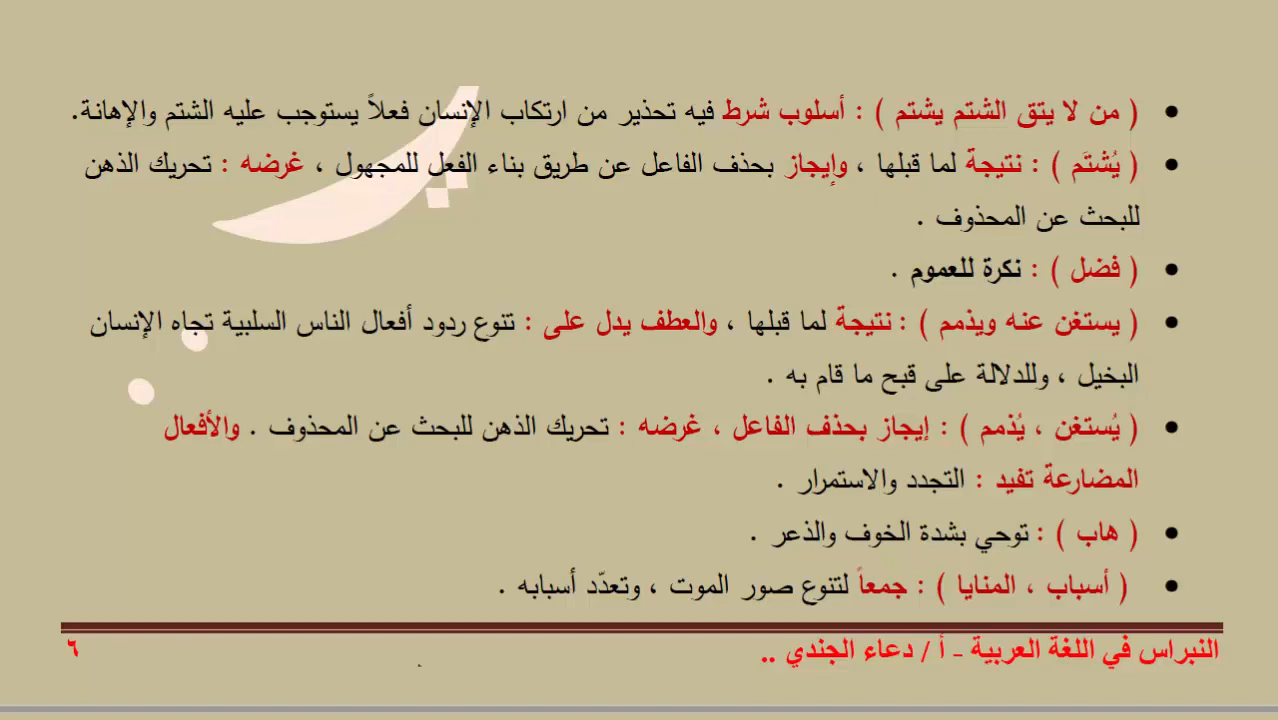 • ( من لا يتق الشتم يشتم ) : أسلوب شرط فيه تحذير من ارتكاب الإنسان فعلاً يستوجب عليه الشتم والإهانة.
• ( يُشتَم ) : نتيجة لما قبلها ، وإيجاز بحذف الفاعل عن طريق بناء الفعل للمجهول ، غرضه : تحريك الذهن
للبحث عن المحذوف .
• ( فضل ) : نكرة للعموم .
• ( يستغن عنه ويذمم ) : نتيجة لما قبلها ، والعطف يدل على : تنوع ردود أفعال الناس السلبية تجاه الإنسان
البخيل ، وللدلالة على قبح ما قام به .
• ( يُستغن ، يُذمم ) : إيجاز بحذف الفاعل ، غرضه : تحريك الذهن للبحث عن المحذوف . والأفعال
المضارعة تفيد : التجدد والاستمرار .
• ( هاب ) : توحي بشدة الخوف والذعر .
• ( أسباب ، المنايا ) : جمعاً لتنوع صور الموت ، وتعدّد أسبابه .
النبراس في اللغة العربية - أ / دعاء الجندي .. ٦